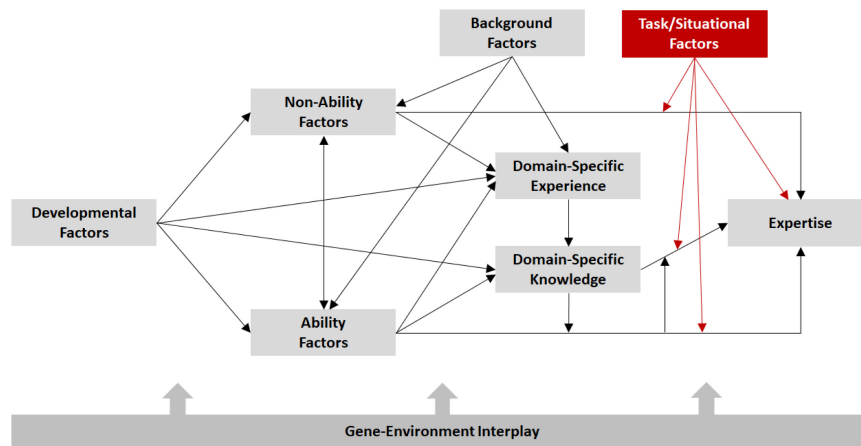 Background
Factors
Task/Situational
Factors
Non-Ability
Factors
Domain-Specific
Experience
Developmental
Factors
Expertise
Domain-Specific
Knowledge
Ability
Factors
Gene-Environment Interplay